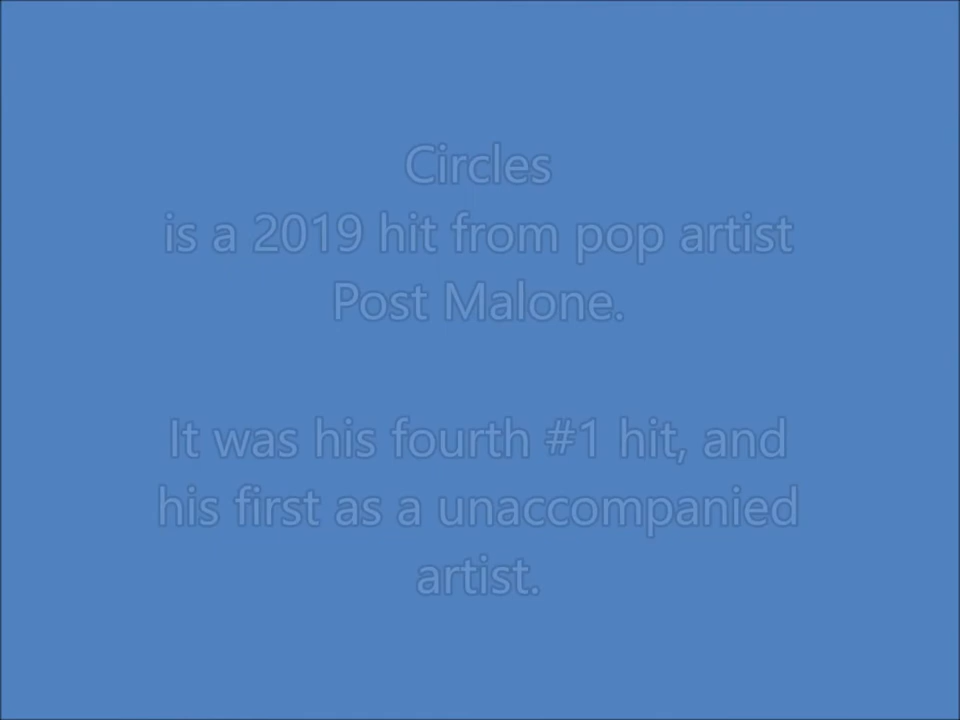 Circles
is a 2019 hit from pop artist
Post Malone.
It was his fourth #1 hit, and
his first as a unaccompanied
artist.